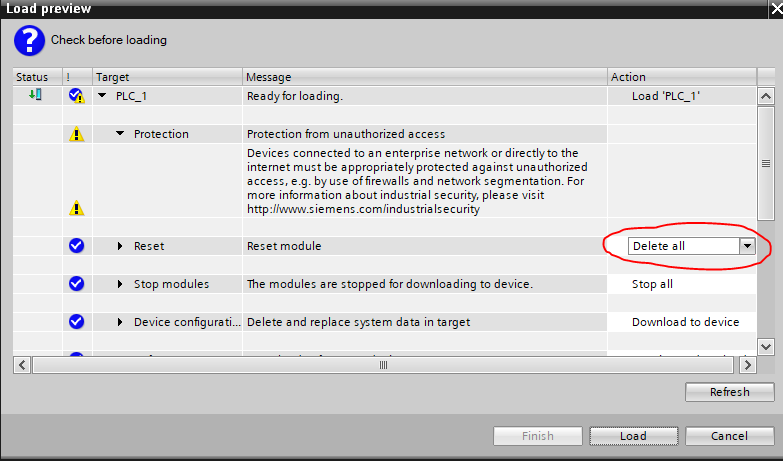 Load preview
Check before loading
Status ! Target Message Action
PLC_1 Ready for loading. Load 'PLC_1'
Protection Protection from unauthorized access
Devices connected to an enterprise network or directly to the
internet must be appropriately protected against unauthorized
access, e.g. by use of firewalls and network segmentation. For
more information about industrial security, please visit
http://www.siemens.com/industrialsecurity
Reset Reset module Delete all
Stop modules The modules are stopped for downloading to device. Stop all
Device configurati... Delete and replace system data in target Download to device
Refresh
Finish Load Cancel